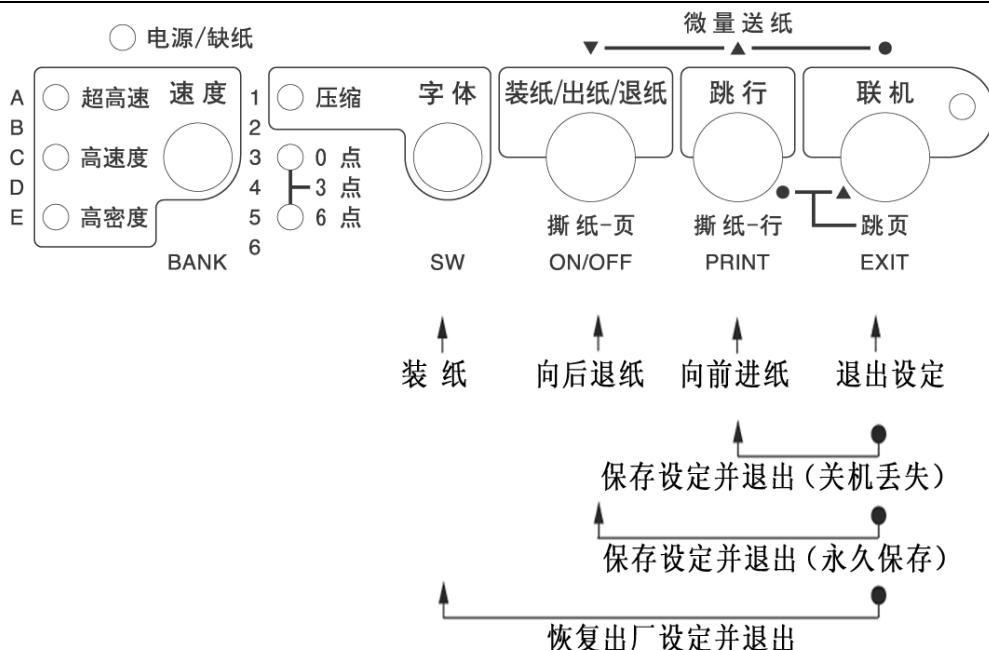 微量送纸
电源/缺纸
▼ ▲ ●
A 超高速 速度 1 压缩 字体 装纸/出纸/退纸 跳行 联机
B 2
C 高速度 3 0 点
D 4 3 点
E 高密度 5 6 点 撕纸-页 撕纸-行 ● ▲ 跳页
6
BANK SW ON/OFF PRINT EXIT
装 纸 向后退纸 向前进纸 退出设定
保存设定并退出(关机丢失)
保存设定并退出(永久保存)
恢复出厂设定并退出